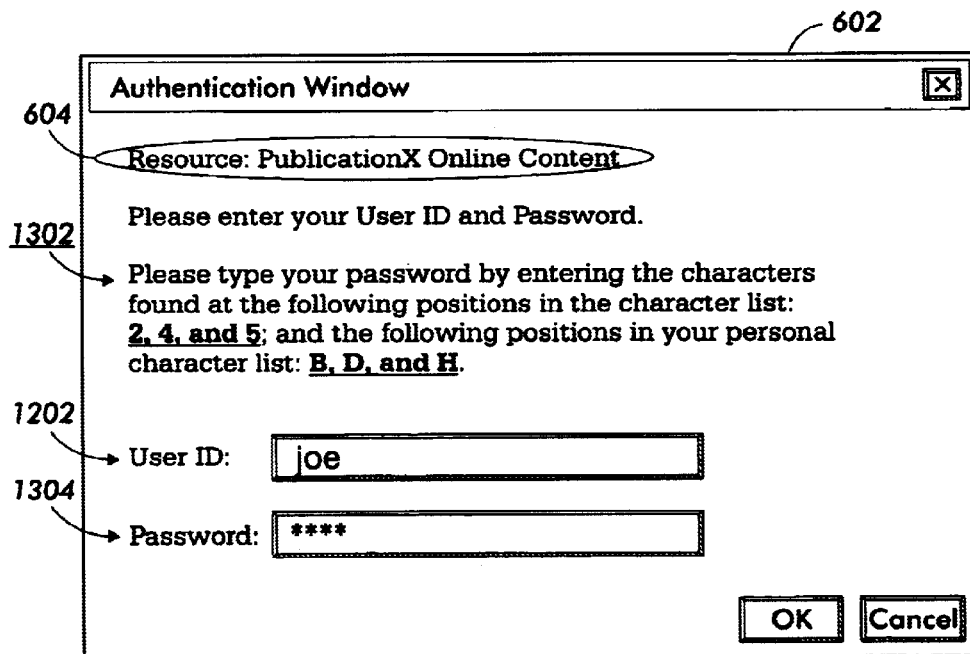 602
Authentication Window
604
Resource: PublicationX Online Content
Please enter your User ID and Password.
1302
Please type your password by entering the characters
found at the following positions in the character list:
2, 4, and 5; and the following positions in your personal
character list: B, D, and H.
1202
User ID: joe
1304
Password: ****
OK Cancel